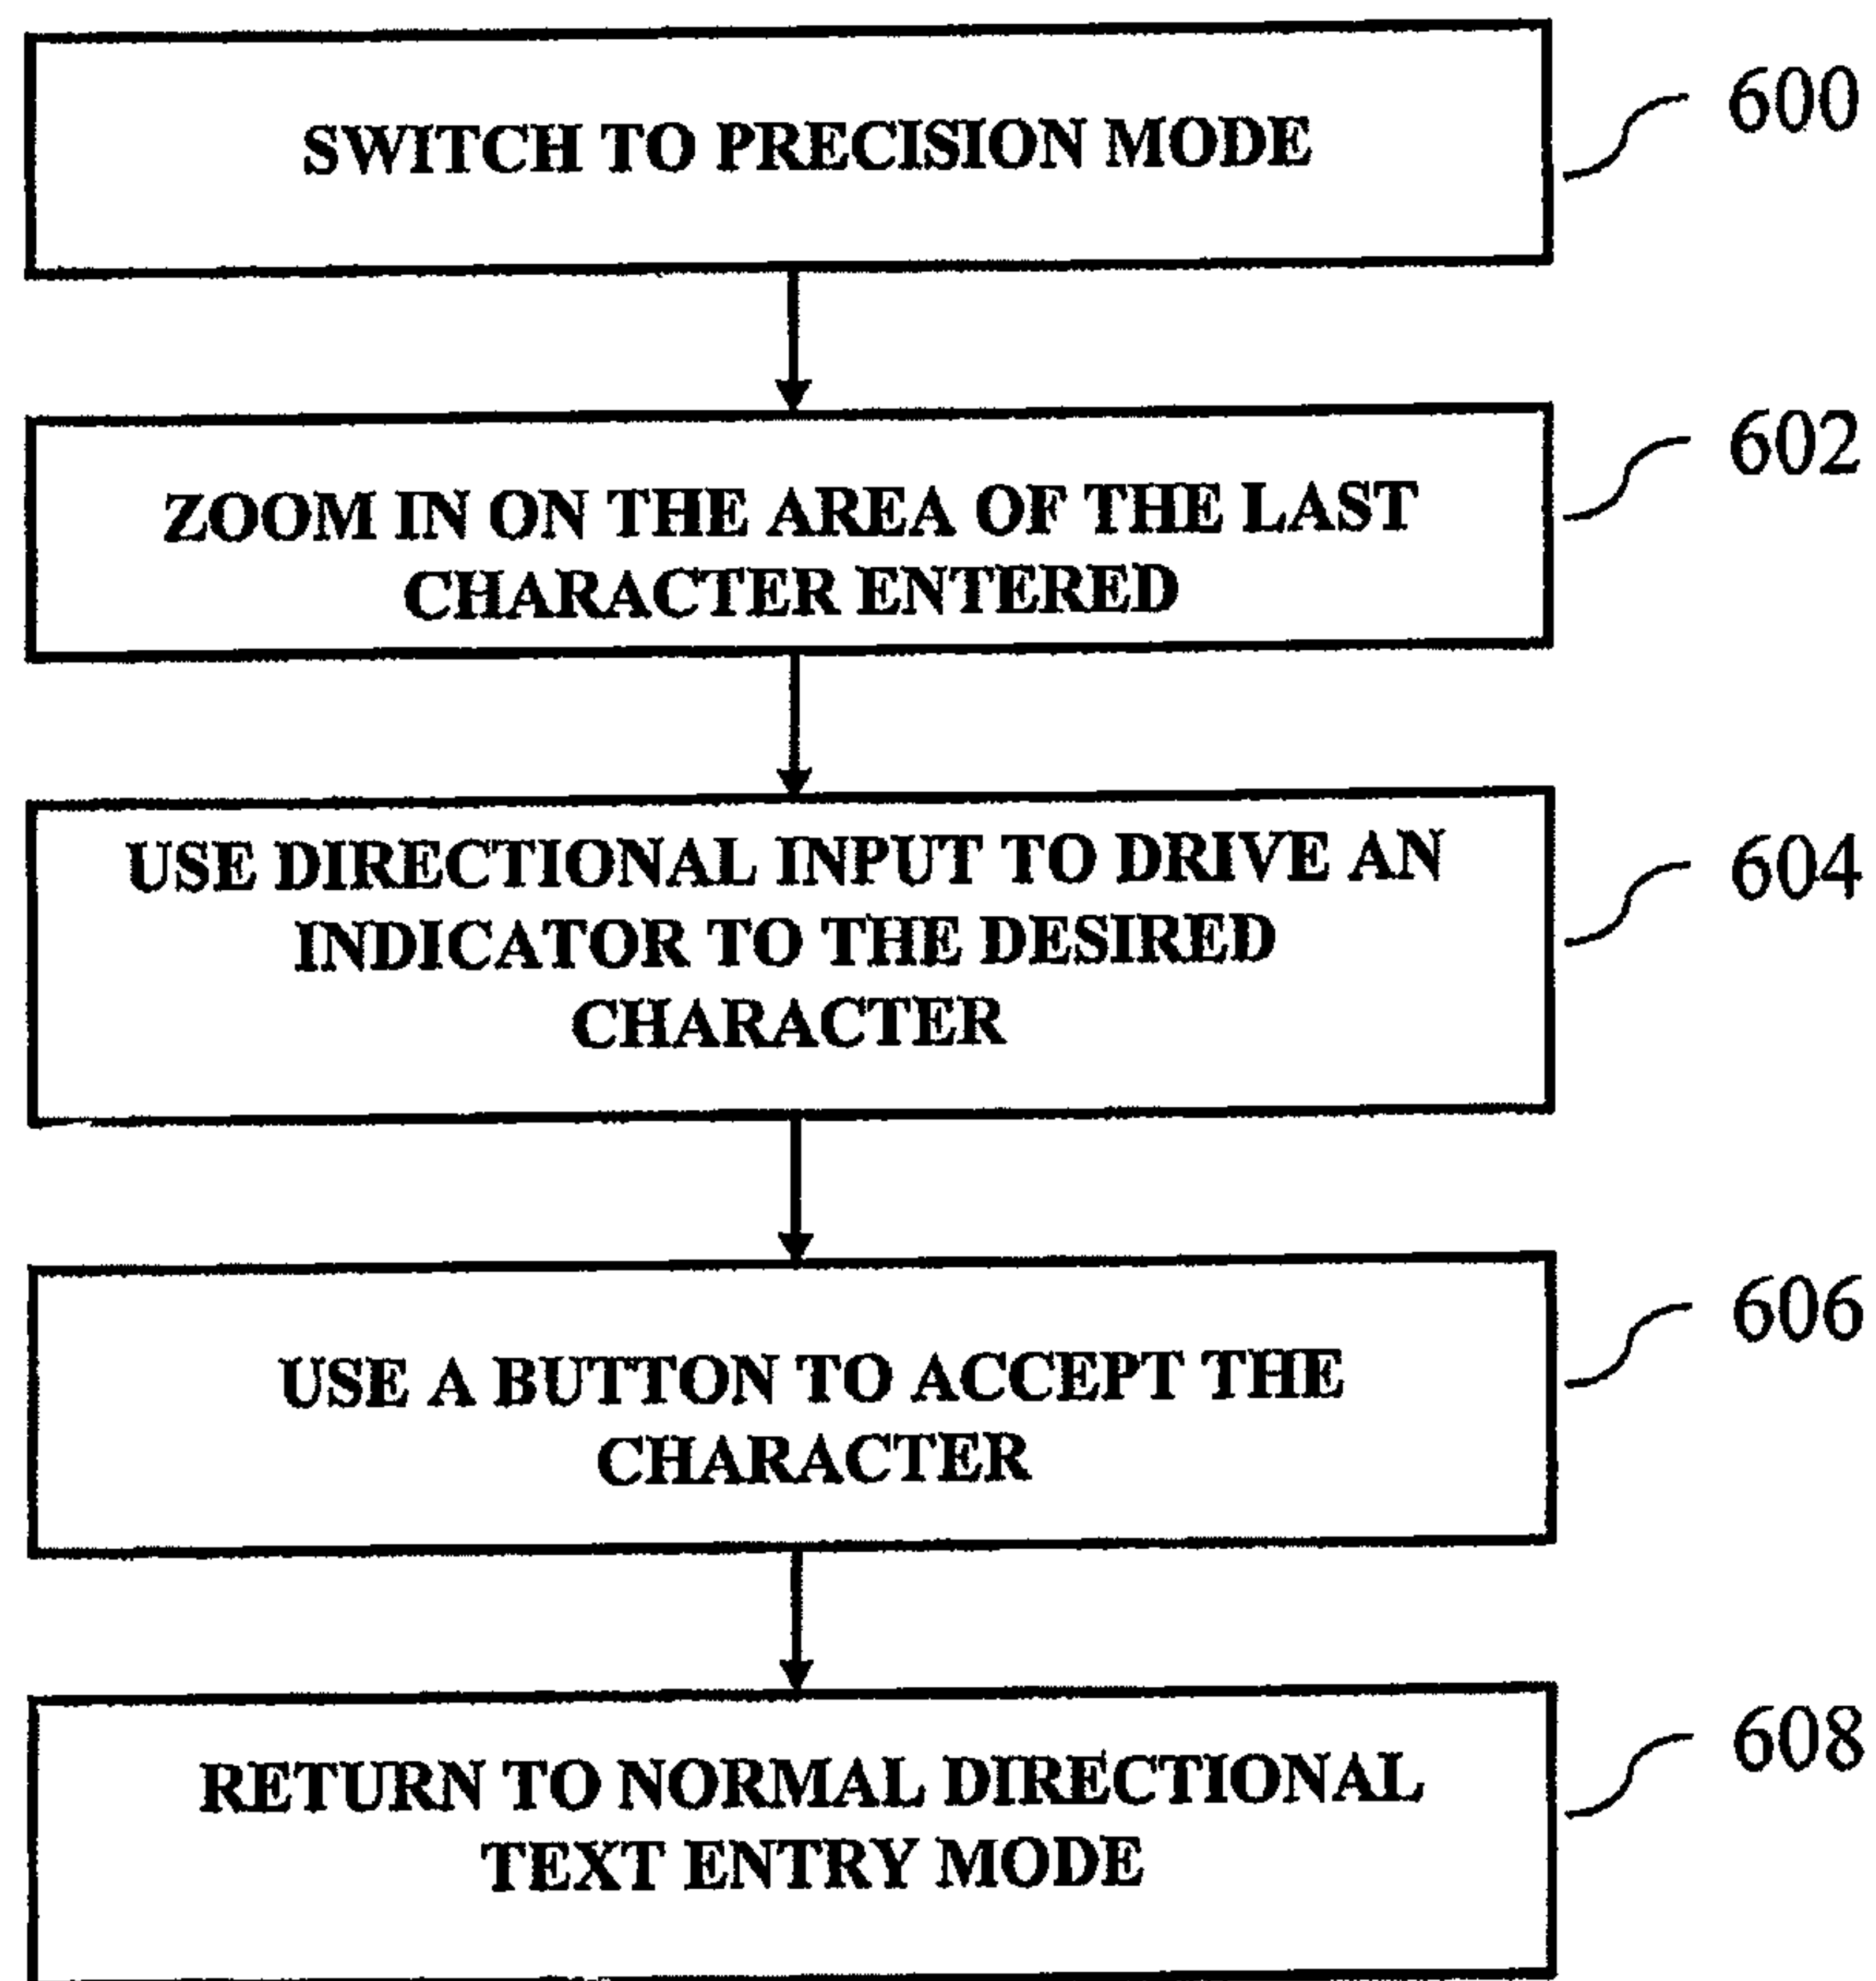 SWITCH TO PRECISION MODE
600
ZOOM IN ON THE AREA OF THE LAST
CHARACTER ENTERED
602
USE DIRECTIONAL INPUT TO DRIVE AN
INDICATOR TO THE DESIRED
CHARACTER
604
USE A BUTTON TO ACCEPT THE
CHARACTER
606
RETURN TO NORMAL DIRECTIONAL
TEXT ENTRY MODE
608